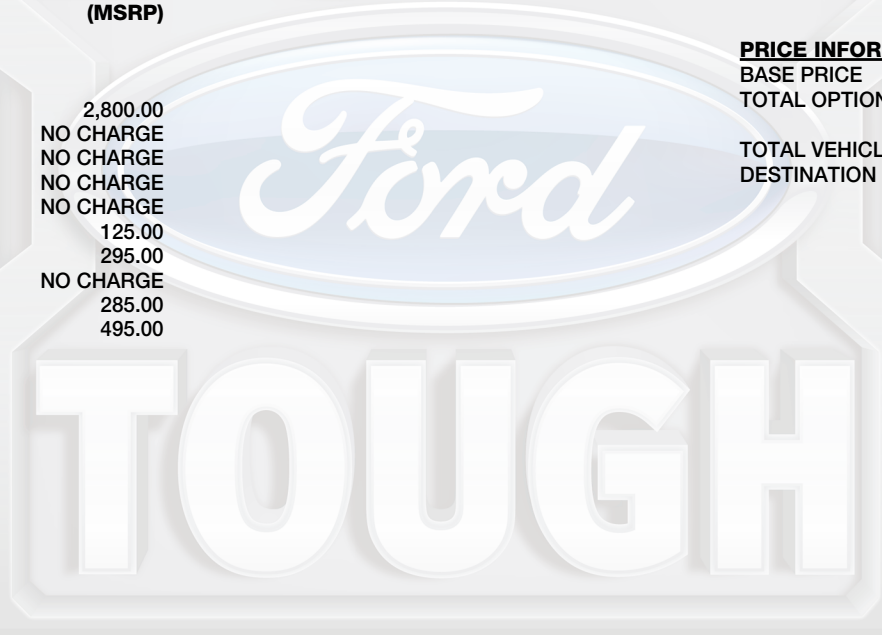 (MSRP)
2,800.00
NO CHARGE
NO CHARGE
NO CHARGE
NO CHARGE
125.00
295.00
NO CHARGE
285.00
495.00
PRICE INFOR
BASE PRICE
TOTAL OPTION
TOTAL VEHICL
DESTINATION
Ford
TOUGH